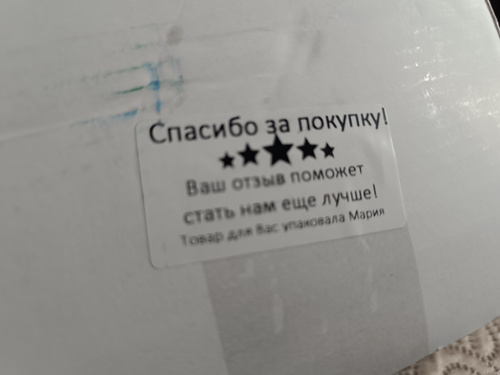 Спасибо за покупку!
Ваш отзыв поможет
стать нам еще лучше!
Товар для Вас упаковала Мария